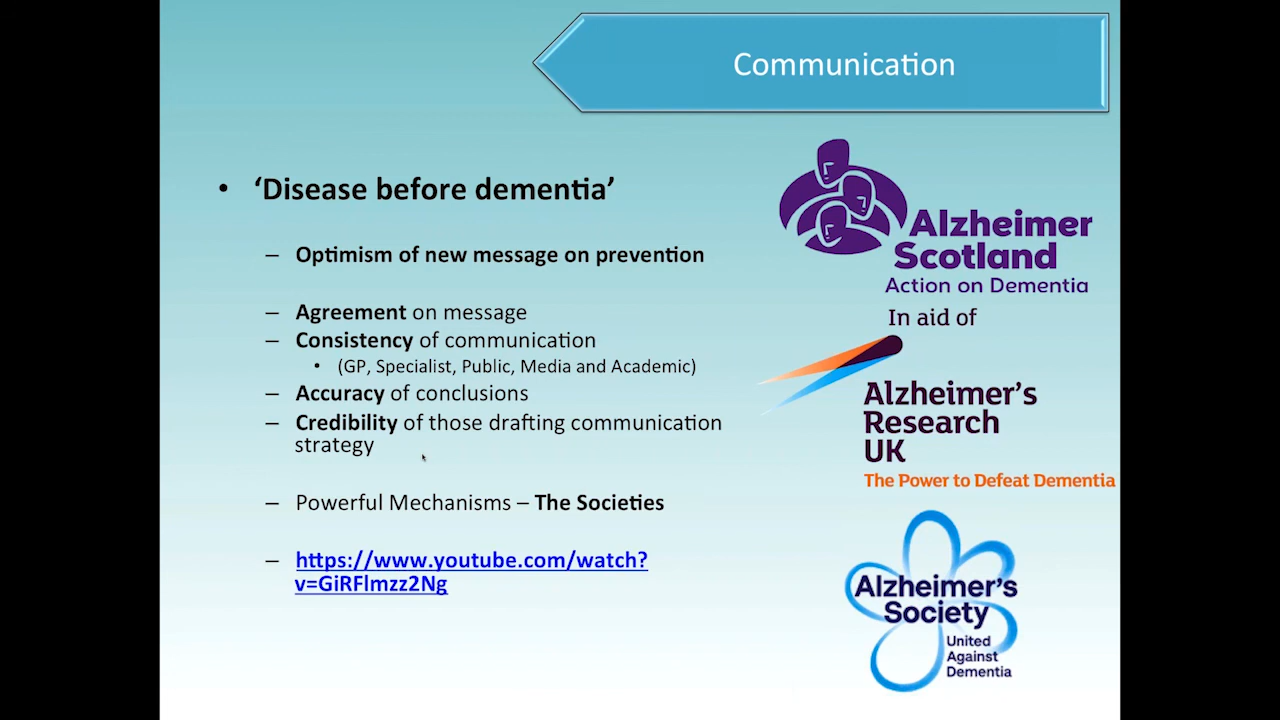 Communication
• ‘Disease before dementia’
– Optimism of new message on prevention
– Agreement on message
– Consistency of communication
• (GP, Specialist, Public, Media and Academic)
– Accuracy of conclusions
– Credibility of those drafting communication
strategy
– Powerful Mechanisms – The Societies
– https://www.youtube.com/watch?
v=GiRFlmzz2Ng
Alzheimer
Scotland
Action on Dementia
In aid of
Alzheimer’s
Research
UK
The Power to Defeat Dementia
Alzheimer’s
Society
United
Against
Dementia